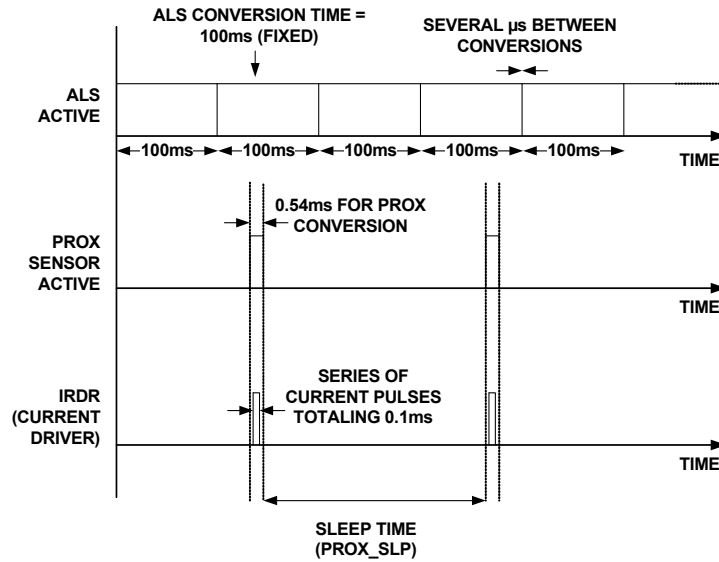 ALS CONVERSION TIME =
100ms (FIXED)
SEVERAL µs BETWEEN
CONVERSIONS
ALS
ACTIVE
100ms
100ms
100ms
100ms
100ms
TIME
0.54ms FOR PROX
CONVERSION
PROX
SENSOR
ACTIVE
TIME
SERIES OF
CURRENT PULSES
TOTALING 0.1ms
IRDR
(CURRENT
DRIVER)
TIME
SLEEP TIME
(PROX_SLP)